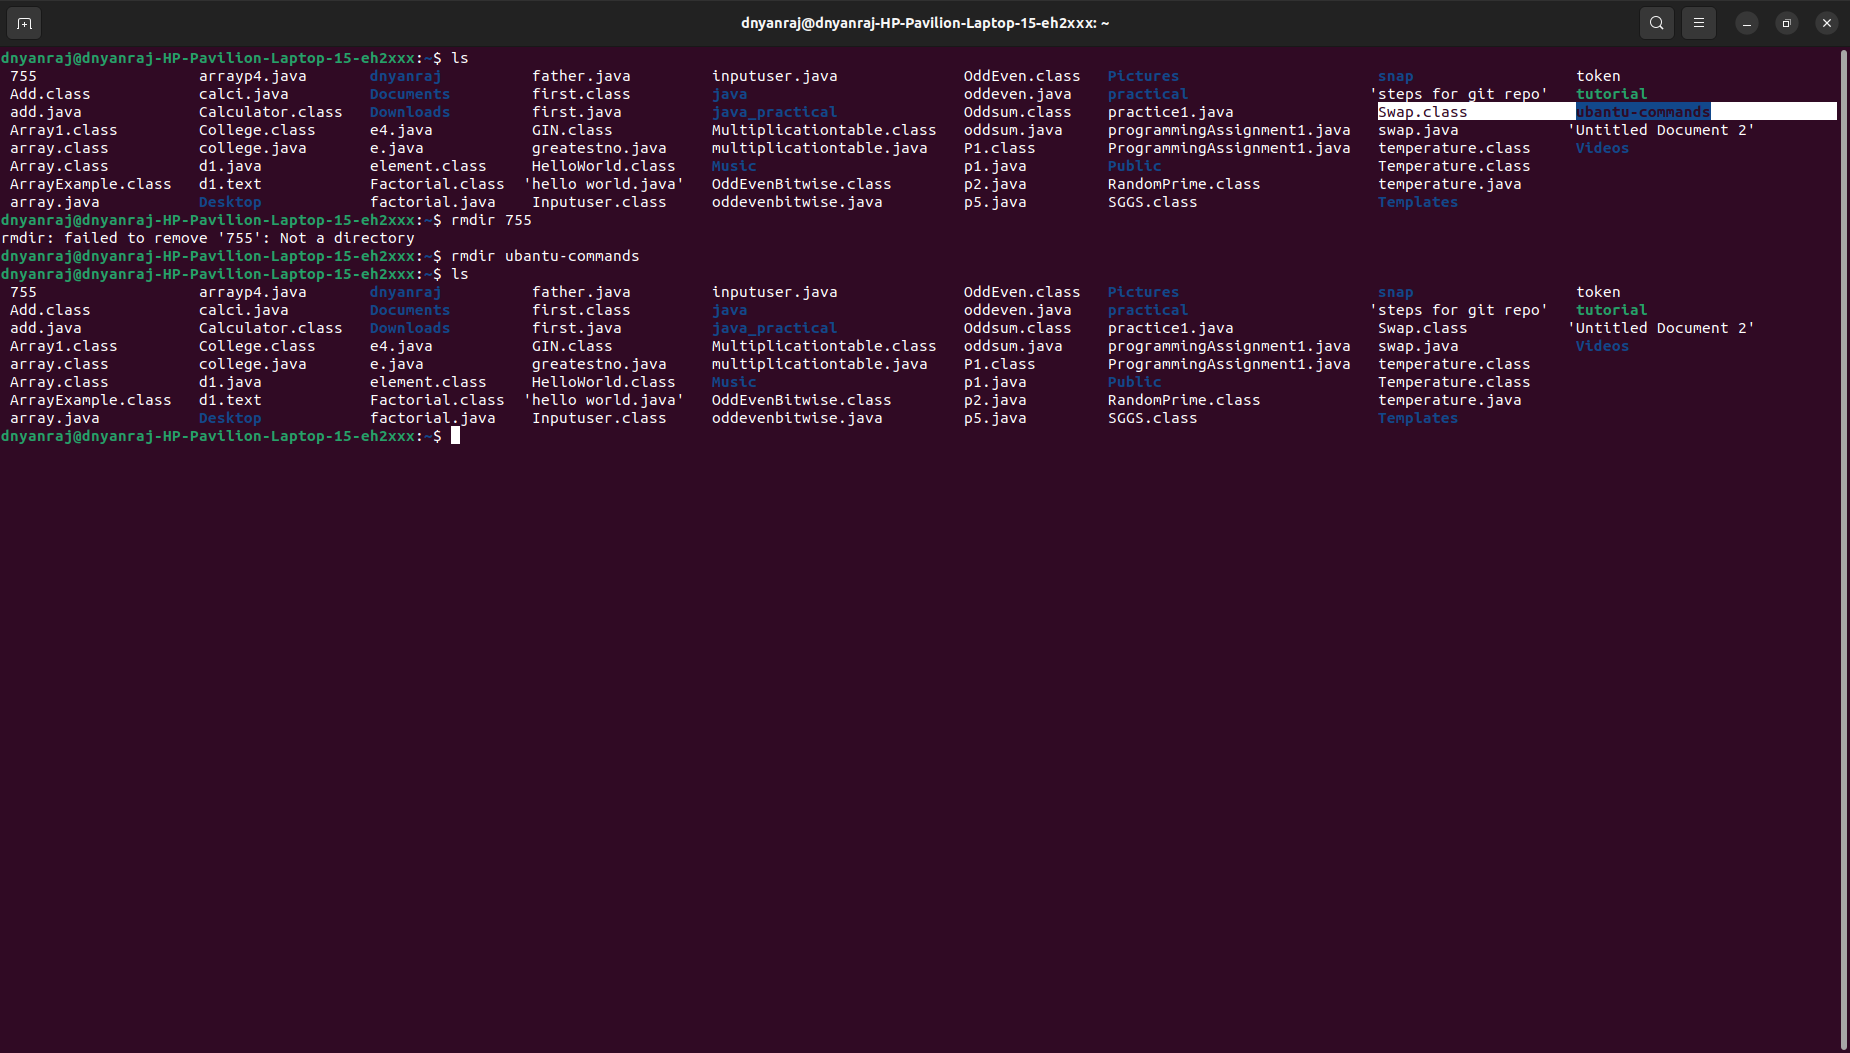 dnyanraj@dnyanraj-HP-Pavilion-Laptop-15-eh2xxx: ~
dnyanraj@dnyanraj-HP-Pavilion-Laptop-15-eh2xxx:~$ ls
755 arrayp4.java dnyanraj father.java inputuser.java OddEven.class Pictures snap token
Add.class calci.java Documents first.class java oddeven.java practical 'steps for git repo' tutorial
add.java Calculator.class Downloads first.java java_practical Oddsum.class practice1.java Swap.class ubantu-commands
Array1.class College.class e4.java GIN.class Multiplicationtable.class oddsum.java programmingAssignment1.java swap.java 'Untitled Document 2'
array.class college.java e.java greatestno.java multiplicationtable.java P1.class ProgrammingAssignment1.java temperature.class Videos
Array.class d1.java element.class HelloWorld.class Music p1.java Public Temperature.class
ArrayExample.class d1.text Factorial.class 'hello world.java' OddEvenBitwise.class p2.java RandomPrime.class temperature.java
array.java Desktop factorial.java Inputuser.class oddevenbitwise.java p5.java SGGS.class Templates
dnyanraj@dnyanraj-HP-Pavilion-Laptop-15-eh2xxx:~$ rmdir 755
rmdir: failed to remove '755': Not a directory
dnyanraj@dnyanraj-HP-Pavilion-Laptop-15-eh2xxx:~$ rmdir ubantu-commands
dnyanraj@dnyanraj-HP-Pavilion-Laptop-15-eh2xxx:~$ ls
755 arrayp4.java dnyanraj father.java inputuser.java OddEven.class Pictures snap token
Add.class calci.java Documents first.class java oddeven.java practical 'steps for git repo' tutorial
add.java Calculator.class Downloads first.java java_practical Oddsum.class practice1.java Swap.class 'Untitled Document 2'
Array1.class College.class e4.java GIN.class Multiplicationtable.class oddsum.java programmingAssignment1.java swap.java Videos
array.class college.java e.java greatestno.java multiplicationtable.java P1.class ProgrammingAssignment1.java temperature.class
Array.class d1.java element.class HelloWorld.class Music p1.java Public Temperature.class
ArrayExample.class d1.text Factorial.class 'hello world.java' OddEvenBitwise.class p2.java RandomPrime.class temperature.java
array.java Desktop factorial.java Inputuser.class oddevenbitwise.java p5.java SGGS.class Templates
dnyanraj@dnyanraj-HP-Pavilion-Laptop-15-eh2xxx:~$